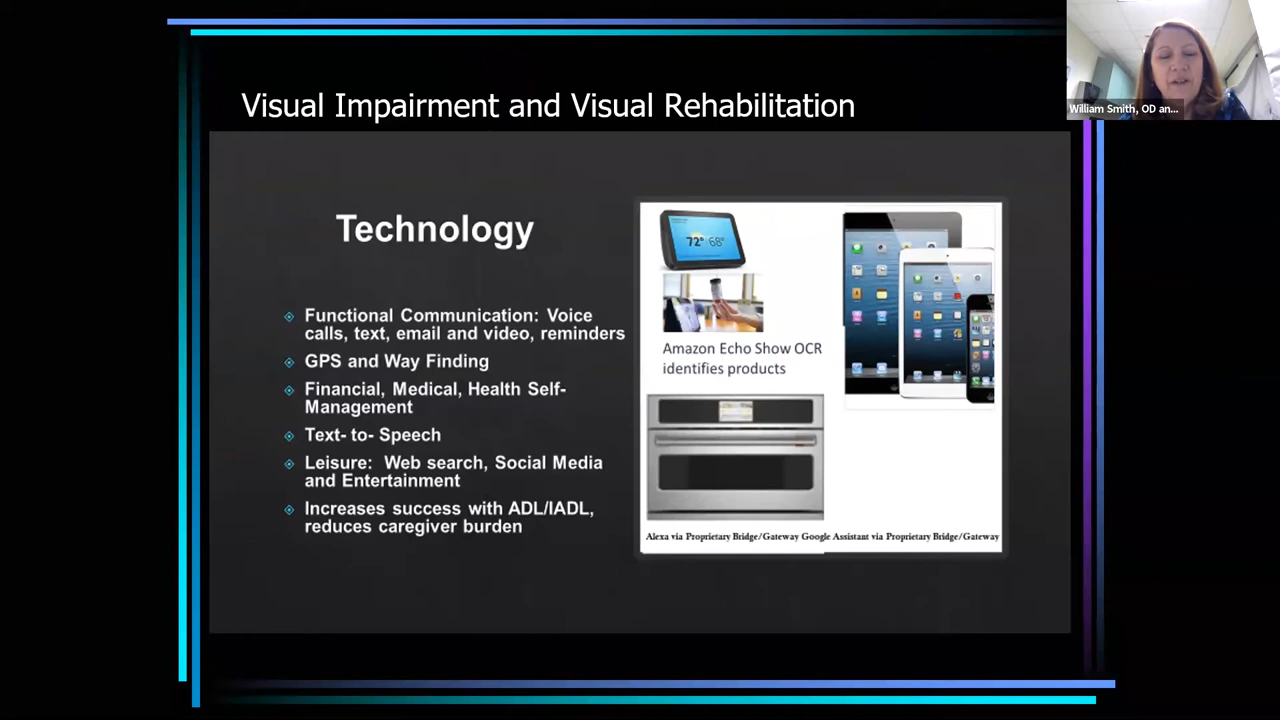 William Smith, OD an...
Visual Impairment and Visual Rehabilitation
Technology
Functional Communication: Voice
calls, text, email and video, reminders
GPS and Way Finding
Financial, Medical, Health Self-
Management
Text- to- Speech
Leisure: Web search, Social Media
and Entertainment
Increases success with ADL/IADL,
reduces caregiver burden
72° 68°
Amazon Echo Show OCR
identifies products
Alexa via Proprietary Bridge/Gateway Google Assistant via Proprietary Bridge/Gateway